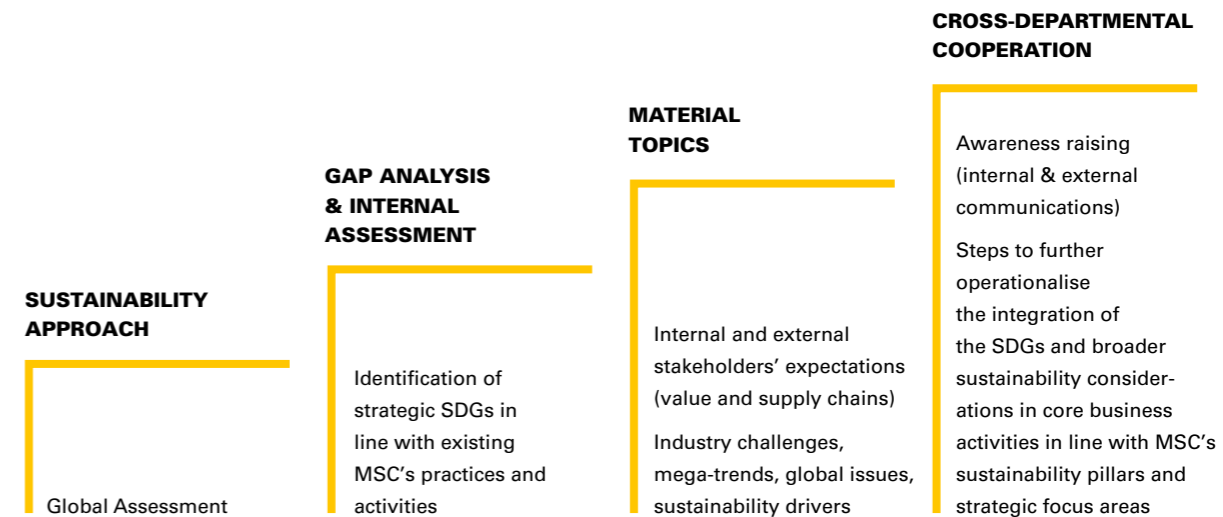 SUSTAINABILITY
APPROACH
Global Assessment
GAP ANALYSIS
& INTERNAL
ASSESSMENT
Identification of
strategic SDGs in
line with existing
MSC's practices and
activities
MATERIAL
TOPICS
Internal and external
stakeholders' expectations
(value and supply chains)
Industry challenges,
mega-trends, global issues,
sustainability drivers
CROSS-DEPARTMENTAL
COOPERATION
Awareness raising
(internal & external
communications)
Steps to further
operationalise
the integration of
the SDGs and broader
sustainability consider-
ations in core business
activities in line with MSC's
sustainability pillars and
strategic focus areas